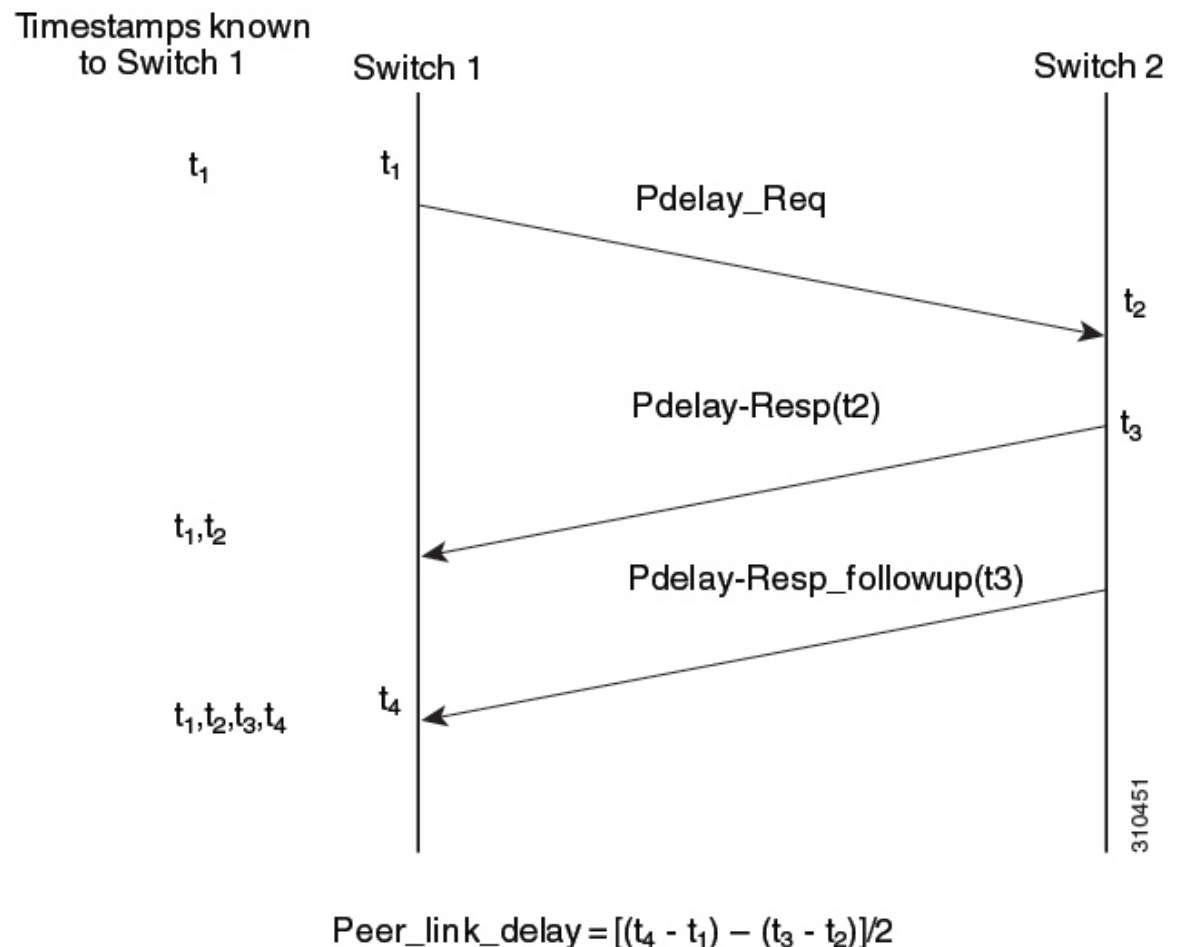 Timestamps known
to Switch 1
Switch 1
Switch 2
t₁
t₁
Pdelay_Req
t₂
Pdelay-Resp(t2)
t₃
t₁,t₂
Pdelay-Resp_followup(t3)
t₁,t₂,t₃,t₄
t₄
310451
Peer_link_delay = [(t₄ - t₁) – (t₃ - t₂)]/2